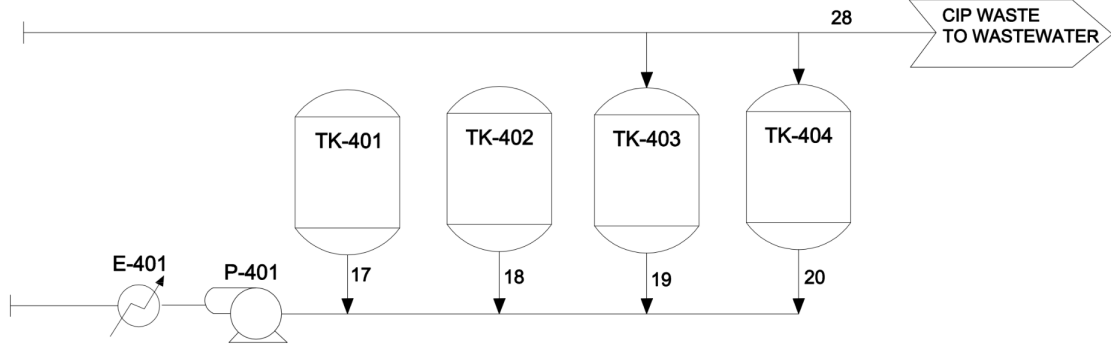 28
CIP WASTE
TO WASTEWATER
TK-401
TK-402
TK-403
TK-404
E-401
P-401
17
18
19
20